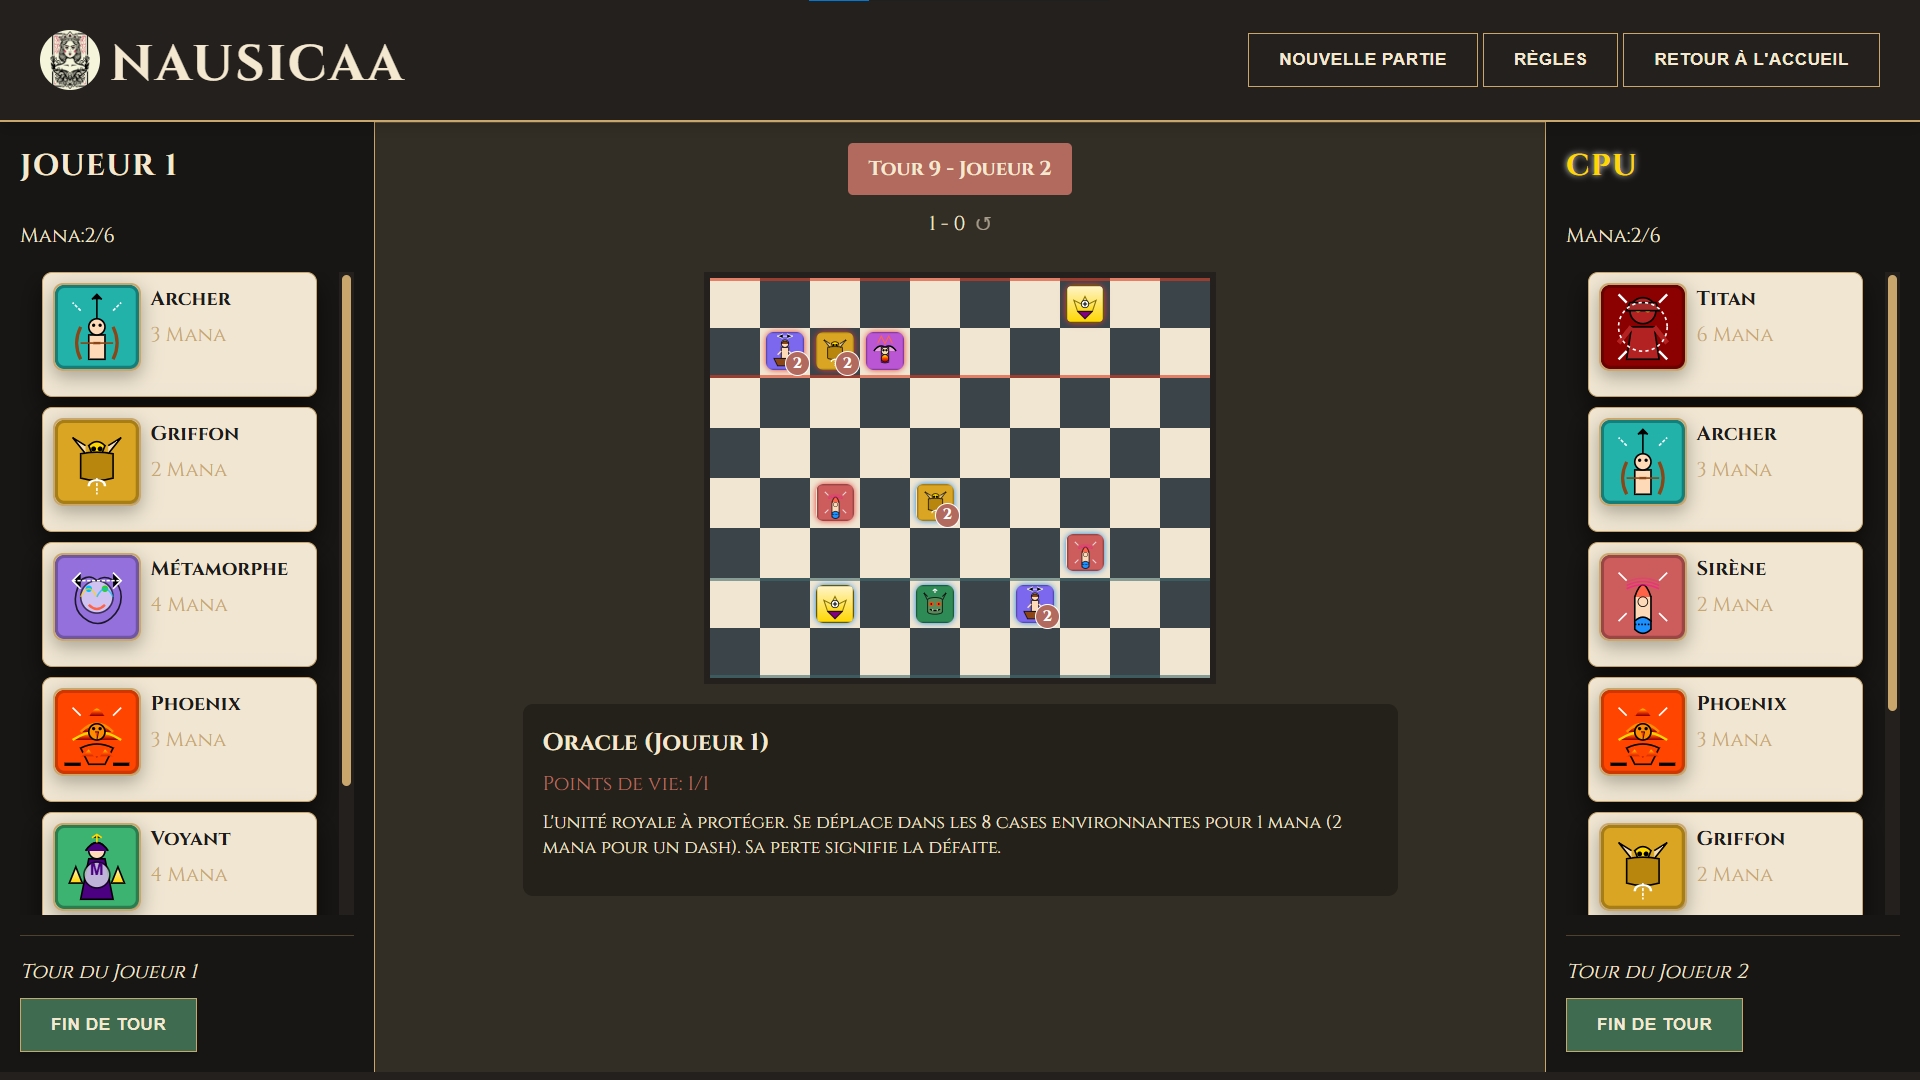 NAUSICAA
NOUVELLE PARTIE
RÈGLES
RETOUR À L'ACCUEIL
JOUEUR 1
Mana:2/6
Archer
3 Mana
Griffon
2 Mana
Métamorphe
4 Mana
Phoenix
3 Mana
M
Voyant
4 Mana
Tour du Joueur 1
FIN DE TOUR
Tour 9 - Joueur 2
1 - 0 ↺
2
2
2
2
Oracle (Joueur 1)
Points de vie: 1/1
L'unité royale à protéger. Se déplace dans les 8 cases environnantes pour 1 mana (2
mana pour un dash). Sa perte signifie la défaite.
CPU
Mana:2/6
Titan
6 Mana
Archer
3 Mana
Sirène
2 Mana
Phoenix
3 Mana
Griffon
2 Mana
Tour du Joueur 2
FIN DE TOUR